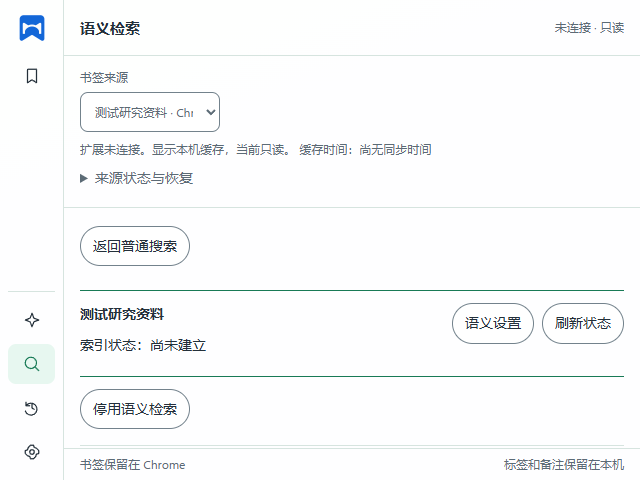 语义检索
未连接 · 只读
书签来源
测试研究资料 · Chr
扩展未连接。显示本机缓存，当前只读。 缓存时间：尚无同步时间
来源状态与恢复
返回普通搜索
测试研究资料
语义设置
刷新状态
索引状态：尚未建立
停用语义检索
书签保留在 Chrome
标签和备注保留在本机